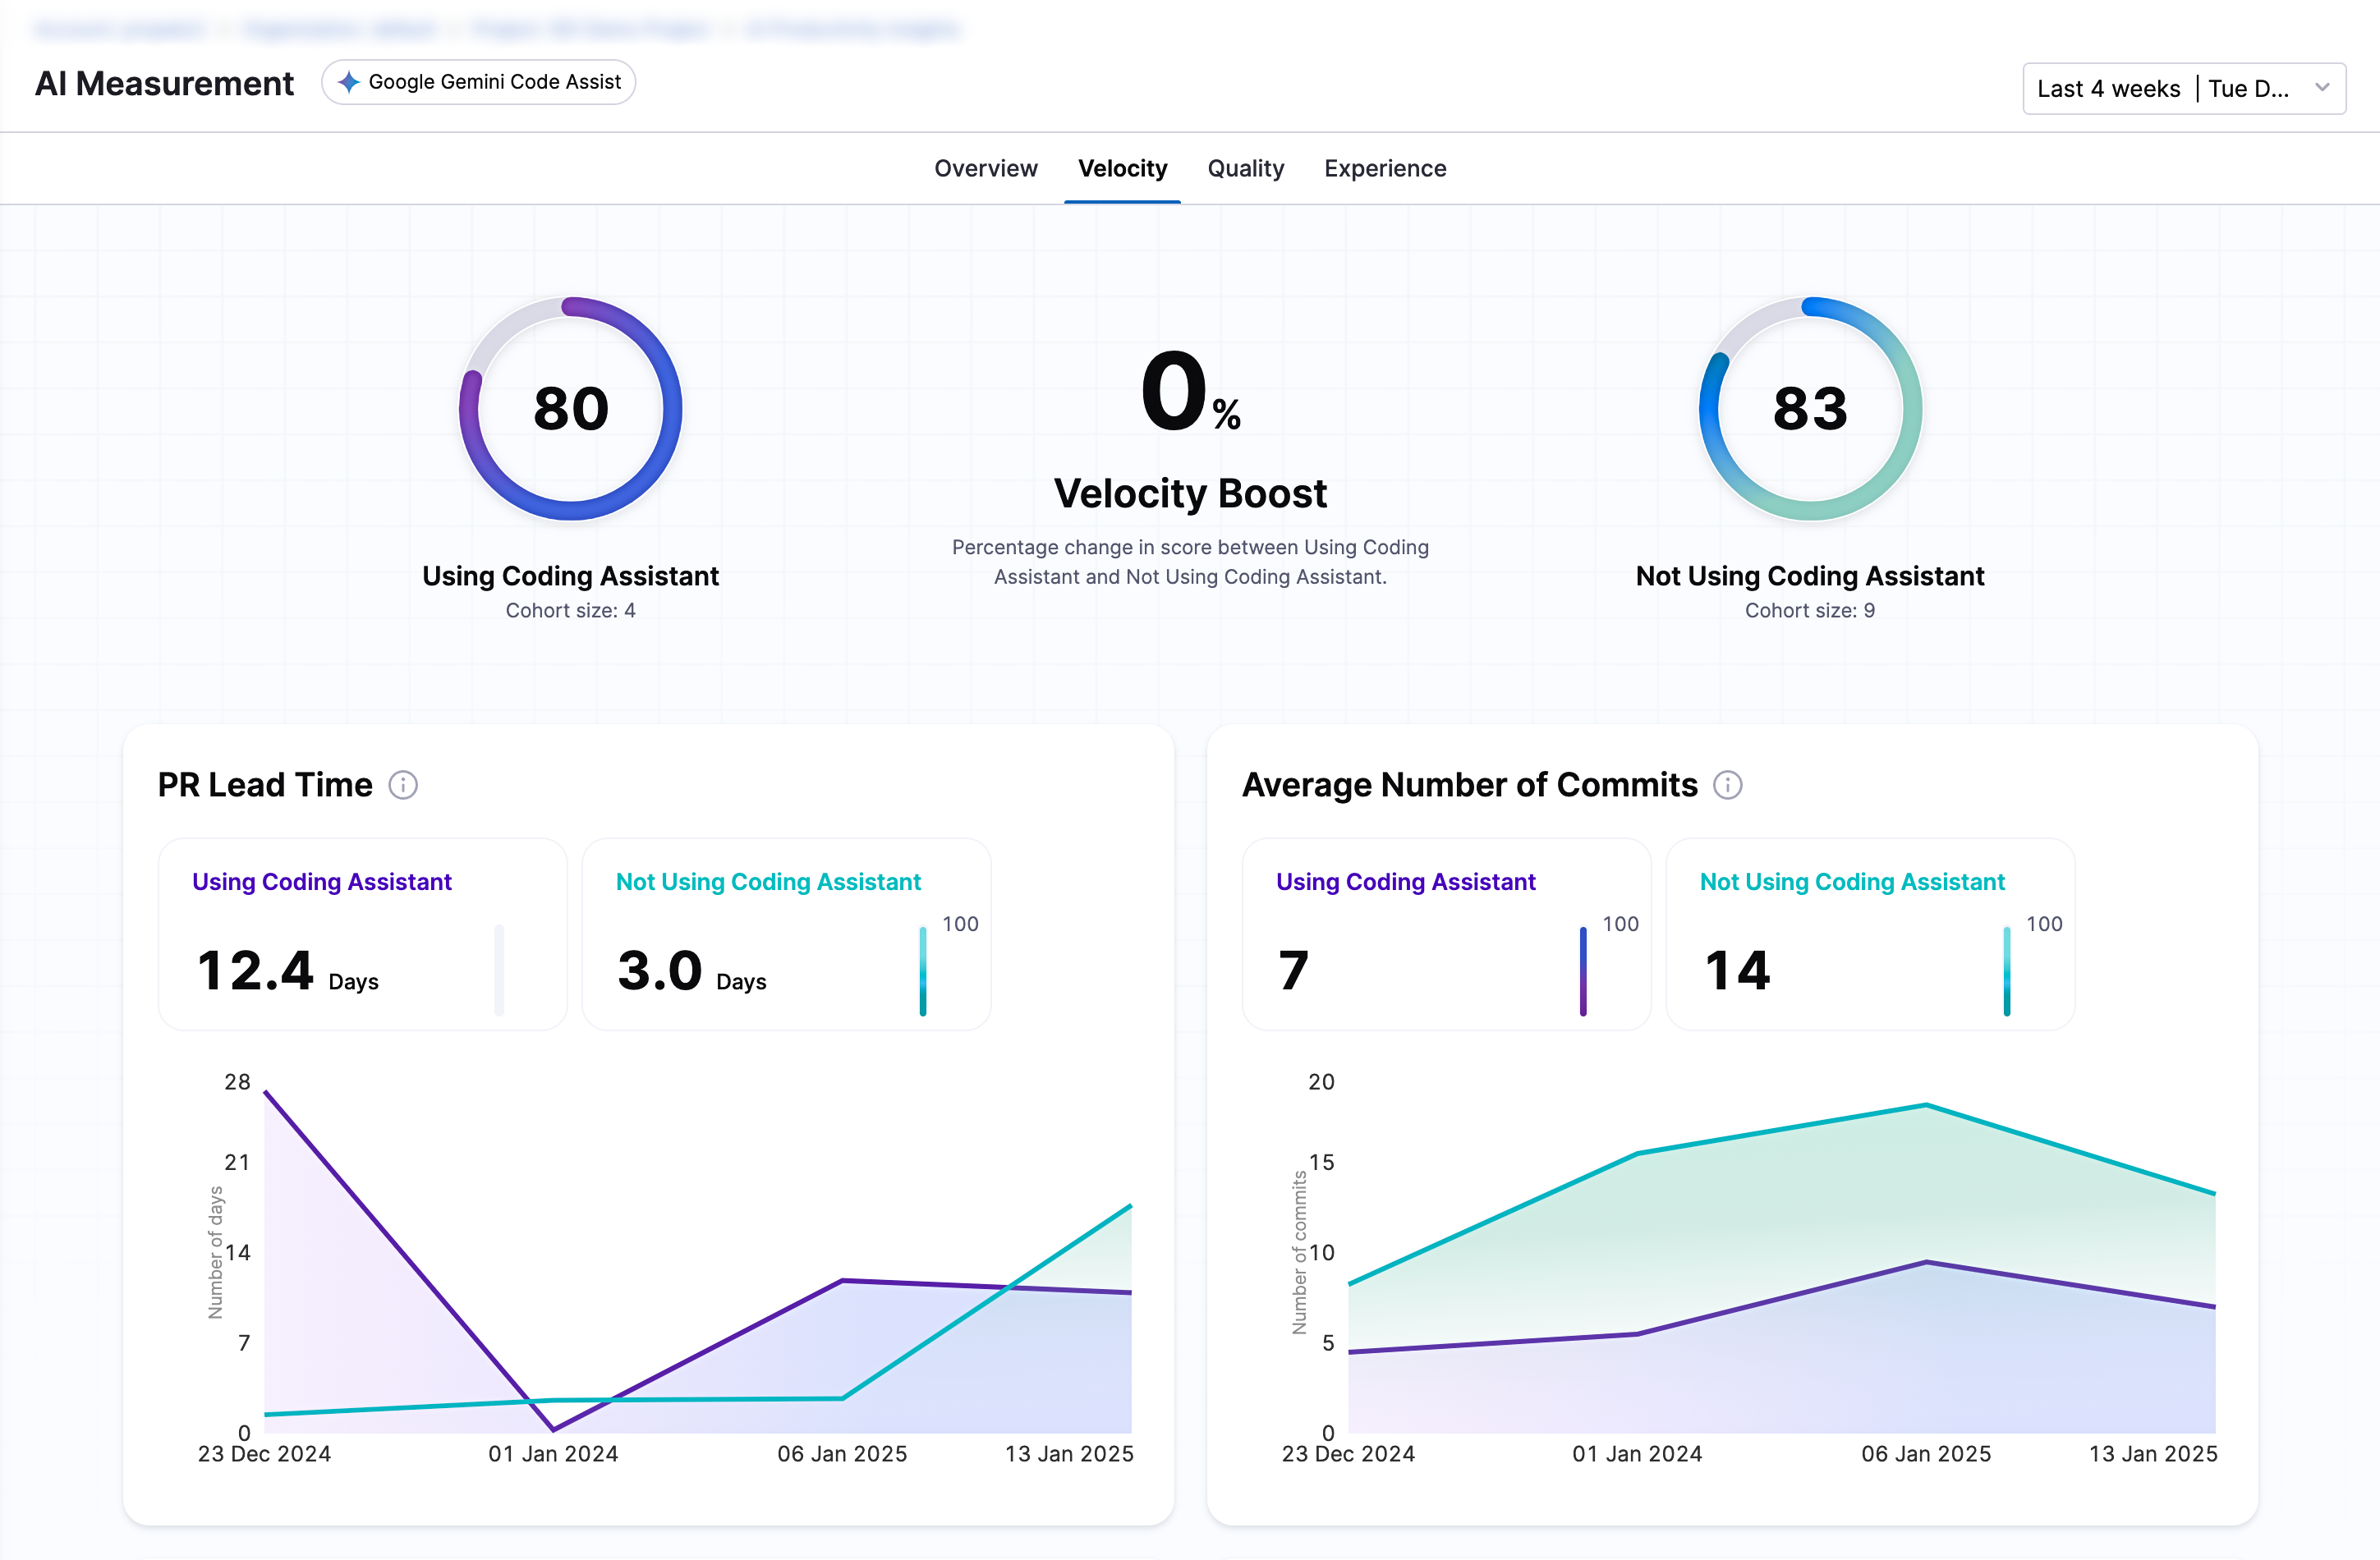 AI Measurement
Google Gemini Code Assist
Last 4 weeks | Tue D...
Overview
Velocity
Quality
Experience
80
Using Coding Assistant
Cohort size: 4
0%
Velocity Boost
Percentage change in score between Using Coding
Assistant and Not Using Coding Assistant.
83
Not Using Coding Assistant
Cohort size: 9
PR Lead Time
Using Coding Assistant
12.4 Days
Not Using Coding Assistant
100
3.0 Days
28
21
14
7
0
Number of days
23 Dec 2024
01 Jan 2024
06 Jan 2025
13 Jan 2025
Average Number of Commits
Using Coding Assistant
100
7
Not Using Coding Assistant
100
14
20
15
10
5
0
Number of commits
23 Dec 2024
01 Jan 2024
06 Jan 2025
13 Jan 2025